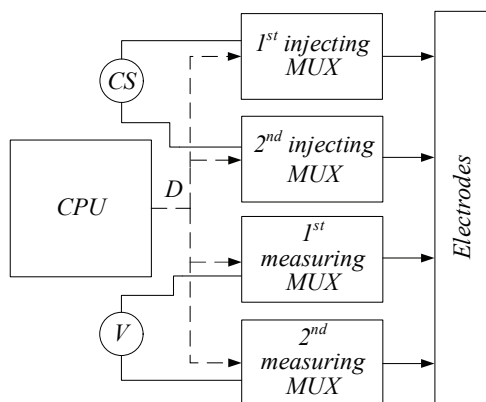 1st injecting
MUX
CS
2nd injecting
MUX
D
CPU
1st
measuring
MUX
V
2nd
measuring
MUX
Electrodes